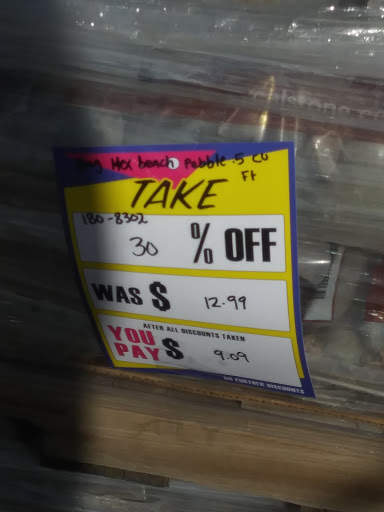 Bag Mex beach Pebble .5 CU
Ft
TAKE
180-8302
30 % OFF
WAS $ 12.99
AFTER ALL DISCOUNTS TAKEN
YOU PAY $ 9.09
NO FURTHER DISCOUNTS